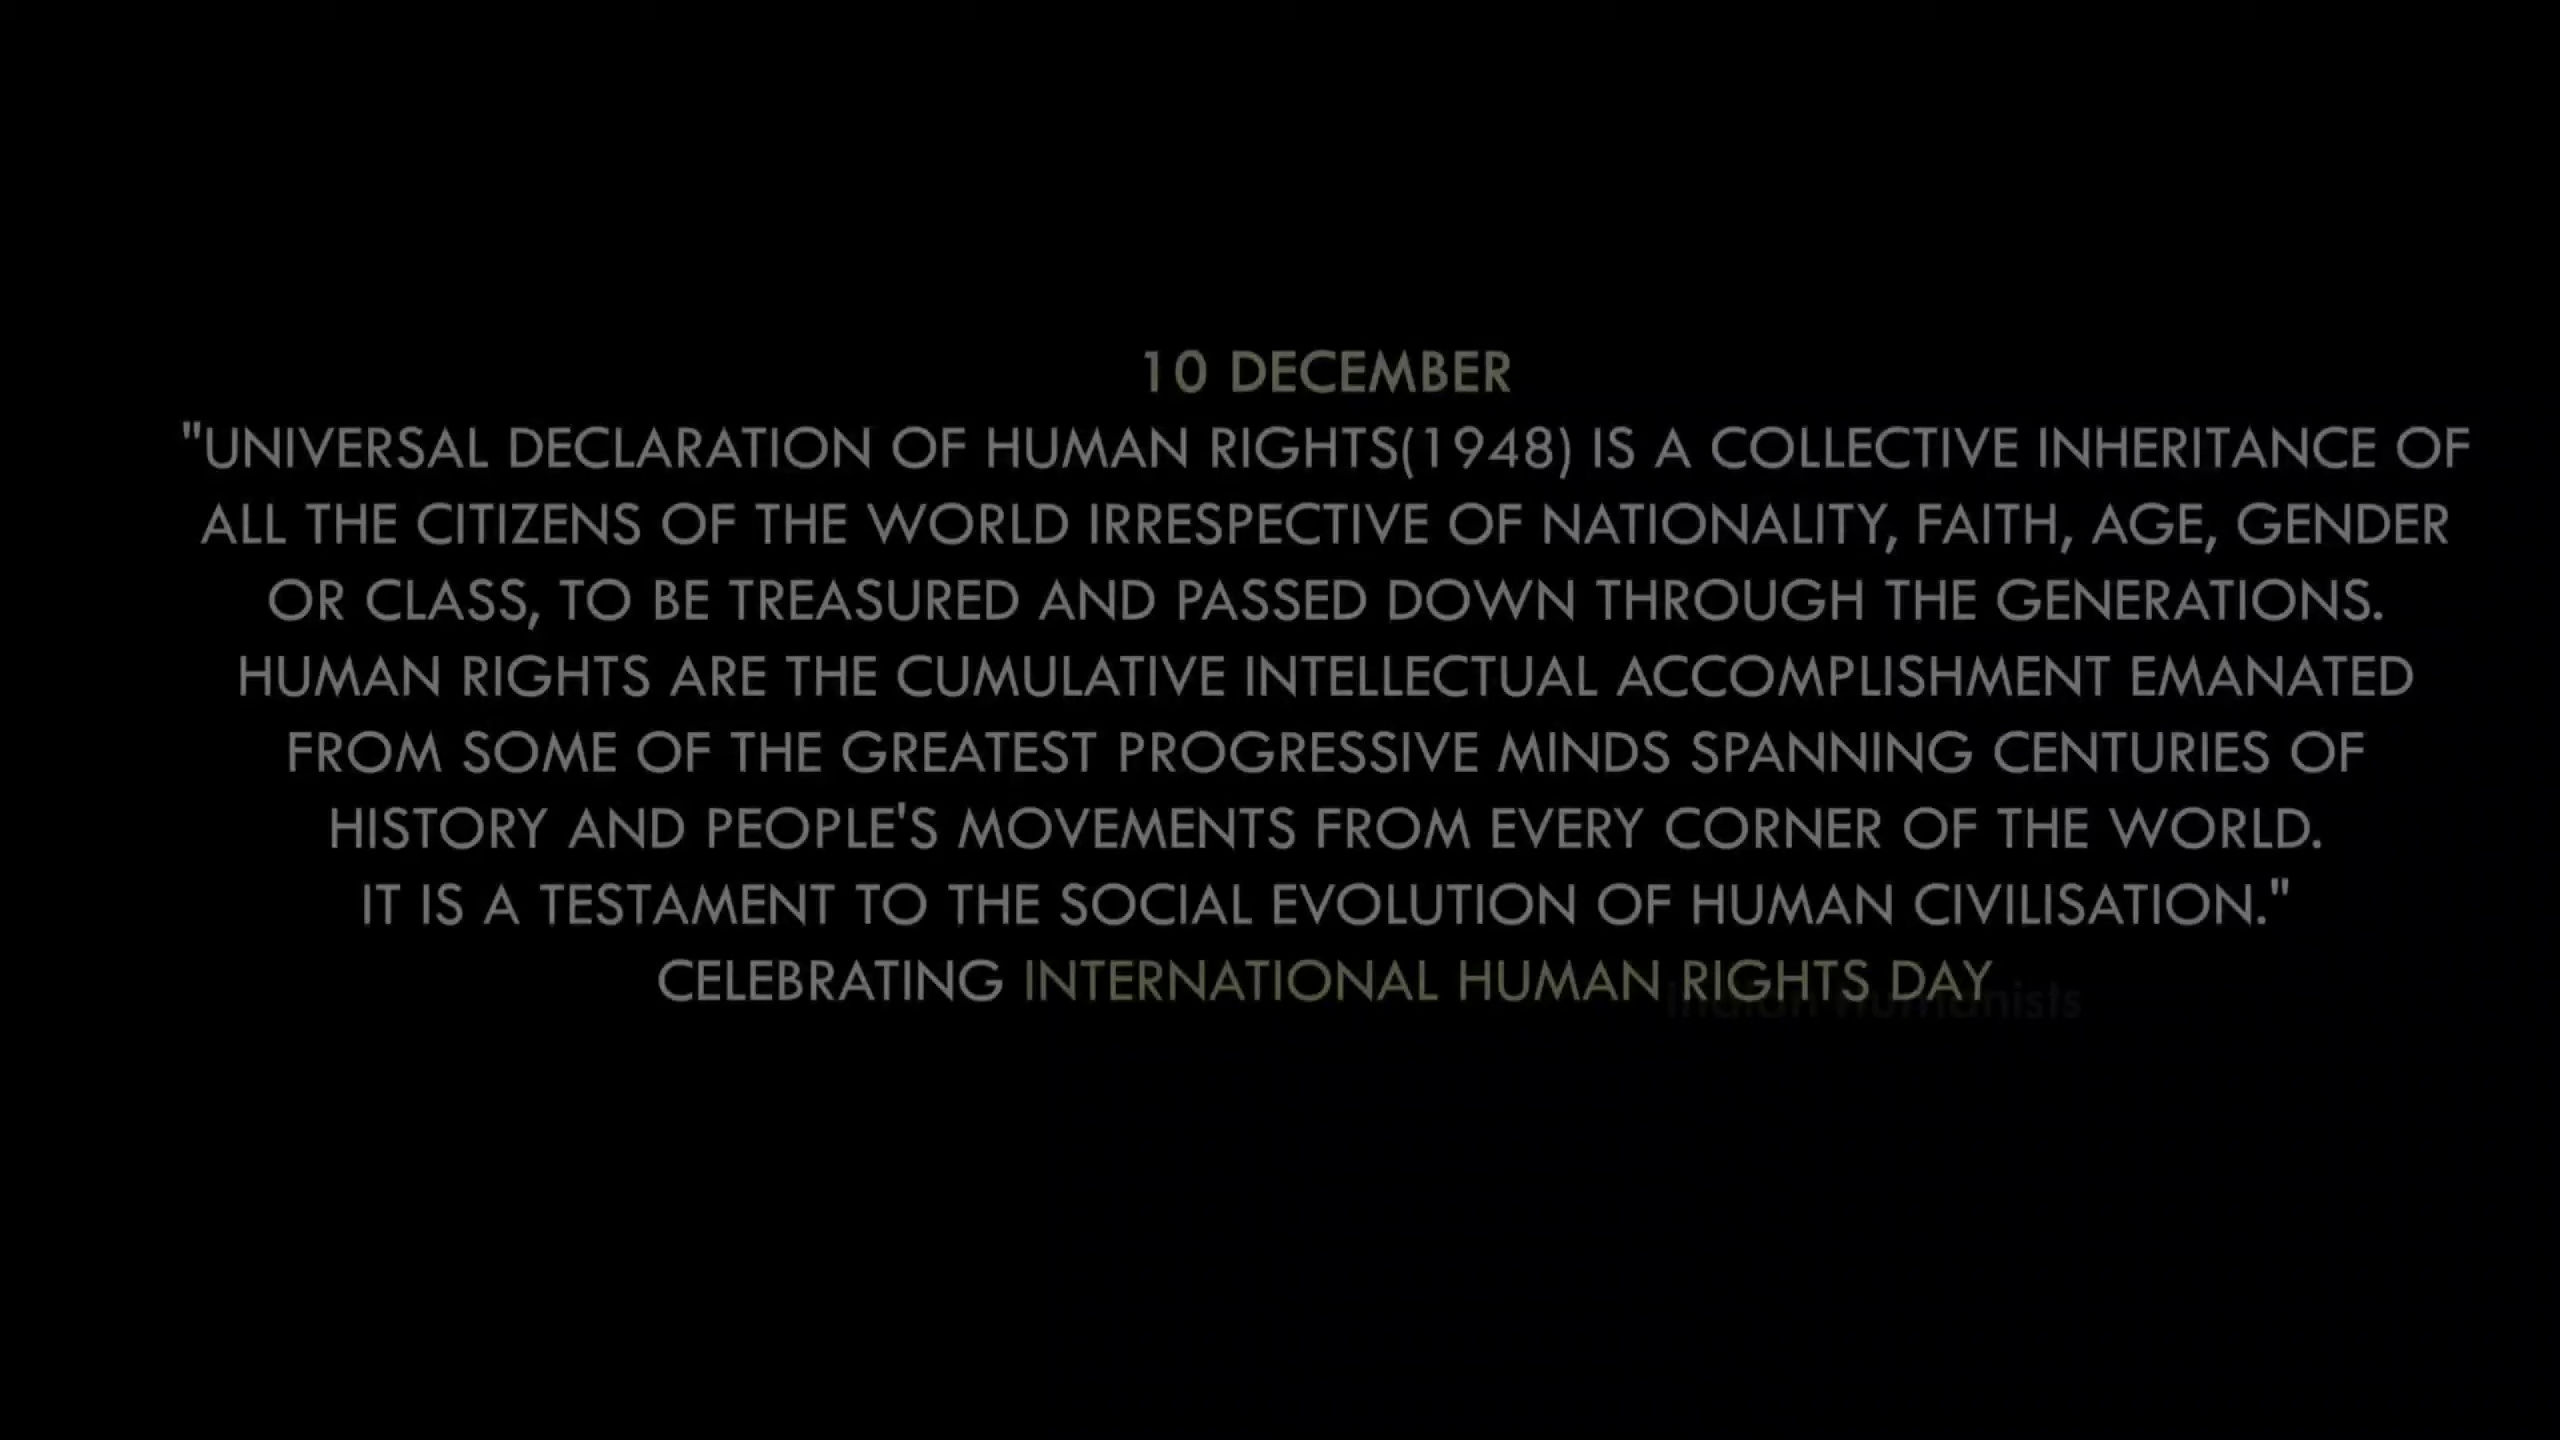 10 DECEMBER
"UNIVERSAL DECLARATION OF HUMAN RIGHTS(1948) IS A COLLECTIVE INHERITANCE OF
ALL THE CITIZENS OF THE WORLD IRRESPECTIVE OF NATIONALITY, FAITH, AGE, GENDER
OR CLASS, TO BE TREASURED AND PASSED DOWN THROUGH THE GENERATIONS.
HUMAN RIGHTS ARE THE CUMULATIVE INTELLECTUAL ACCOMPLISHMENT EMANATED
FROM SOME OF THE GREATEST PROGRESSIVE MINDS SPANNING CENTURIES OF
HISTORY AND PEOPLE'S MOVEMENTS FROM EVERY CORNER OF THE WORLD.
IT IS A TESTAMENT TO THE SOCIAL EVOLUTION OF HUMAN CIVILISATION."
CELEBRATING INTERNATIONAL HUMAN RIGHTS DAY
Indian Humanists